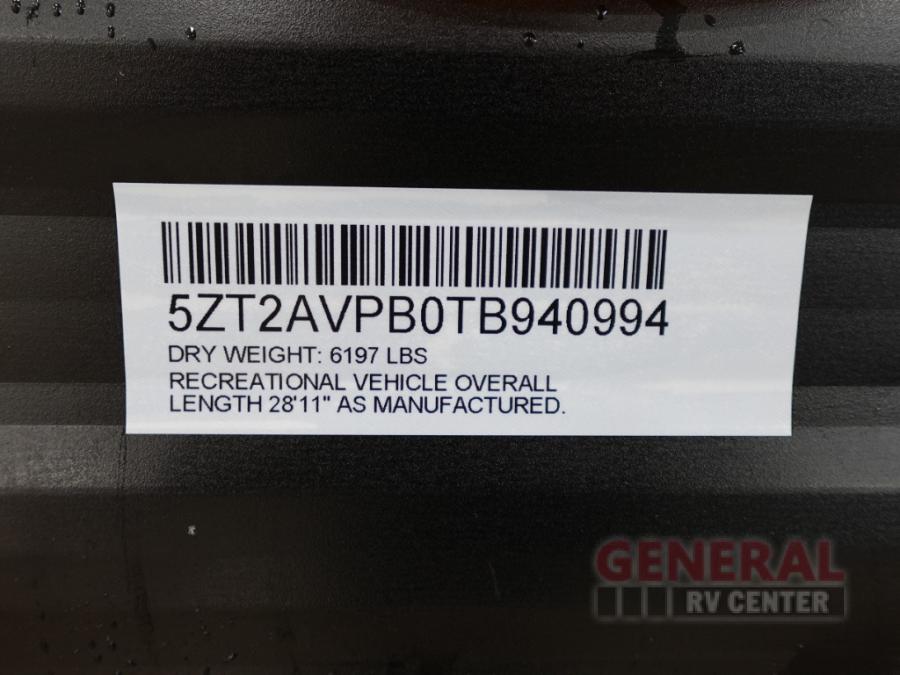 5ZT2AVPB0TB940994
DRY WEIGHT: 6197 LBS
RECREATIONAL VEHICLE OVERALL
LENGTH 28'11" AS MANUFACTURED.
GENERAL
RV CENTER